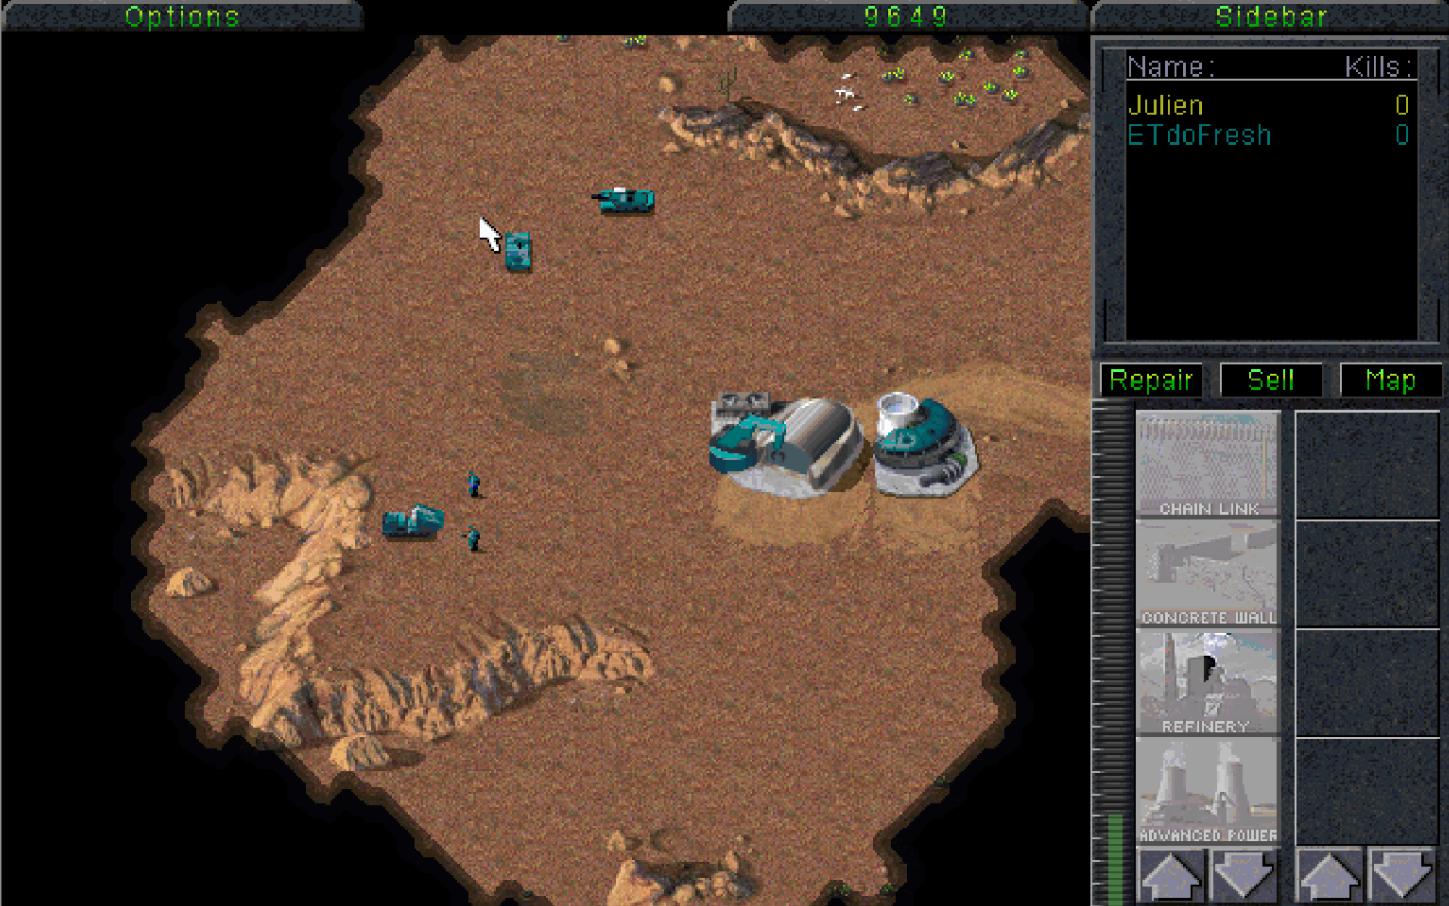 Options
9649
Sidebar
Name: Kills:
Julien 0
ETdoFresh 0
Repair Sell Map
CHAIN LINK
CONCRETE WALL
REFINERY
ADVANCED POWER